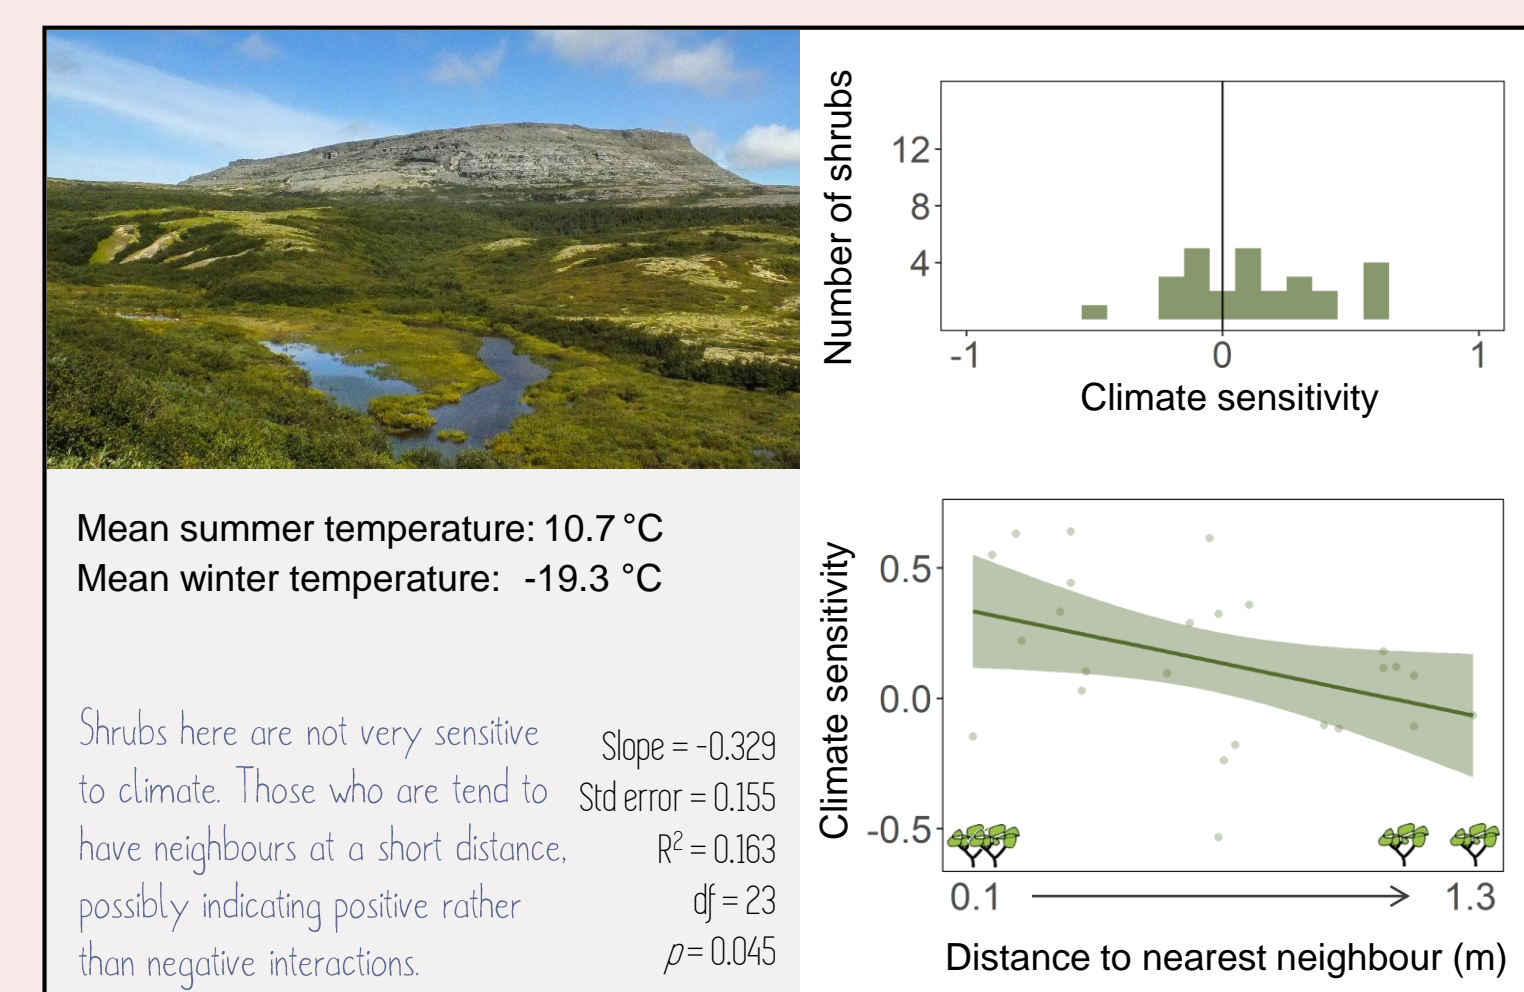 Mean summer temperature: 10.7 °C
Mean winter temperature: -19.3 °C
Shrubs here are not very sensitive
to climate. Those who are tend to
have neighbours at a short distance,
possibly indicating positive rather
than negative interactions.
Slope = -0.329
Std error = 0.155
R² = 0.163
df = 23
p = 0.045
Number of shrubs
12
8
4
-1 0 1
Climate sensitivity
Climate sensitivity
0.5
0.0
-0.5
0.1 1.3
Distance to nearest neighbour (m)